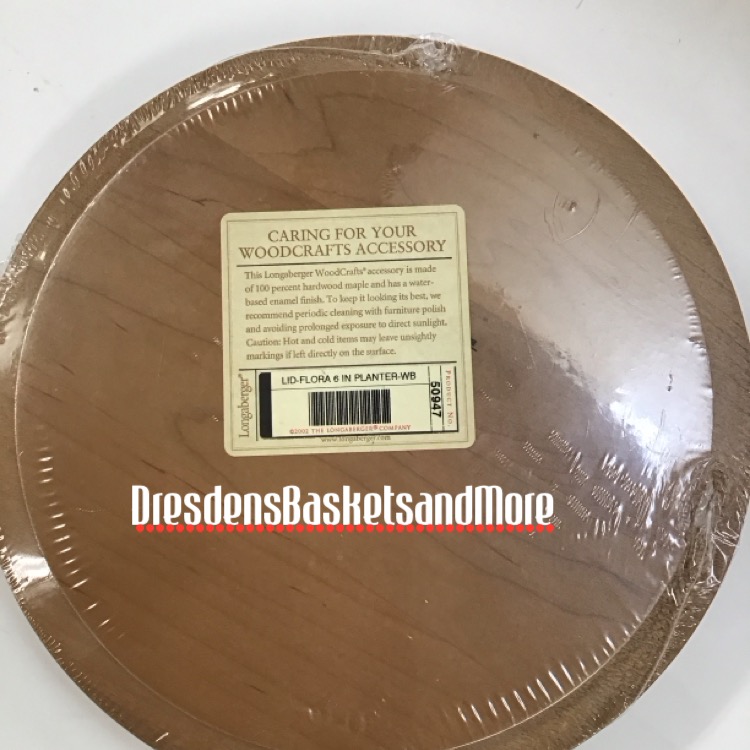 CARING FOR YOUR
WOODCRAFTS ACCESSORY
This Longaberger WoodCrafts® accessory is made
of 100 percent hardwood maple and has a water-
based enamel finish. To keep it looking its best, we
recommend periodic cleaning with furniture polish
and avoiding prolonged exposure to direct sunlight.
Caution: Hot and cold items may leave unsightly
markings if left directly on the surface.
Longaberger®
LID-FLORA 6 IN PLANTER-WB
50947
PRODUCT NO.
©2002 THE LONGABERGER® COMPANY
www.longaberger.com
DresdensBasketsandMore